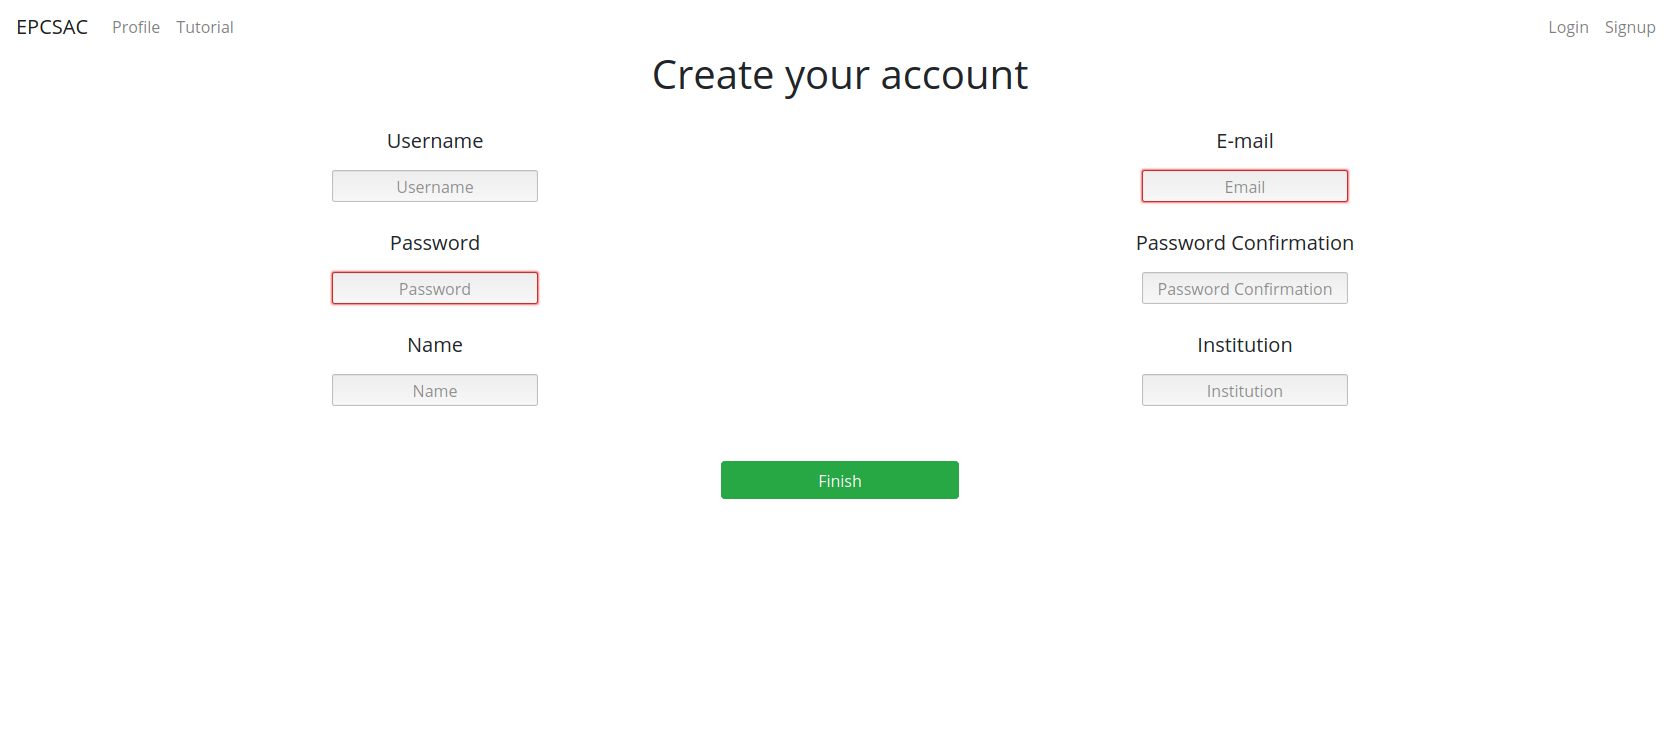 EPCSAC Profile Tutorial Login Signup
Create your account
Username E-mail
Username Email
Password Password Confirmation
Password Password Confirmation
Name Institution
Name Institution
Finish